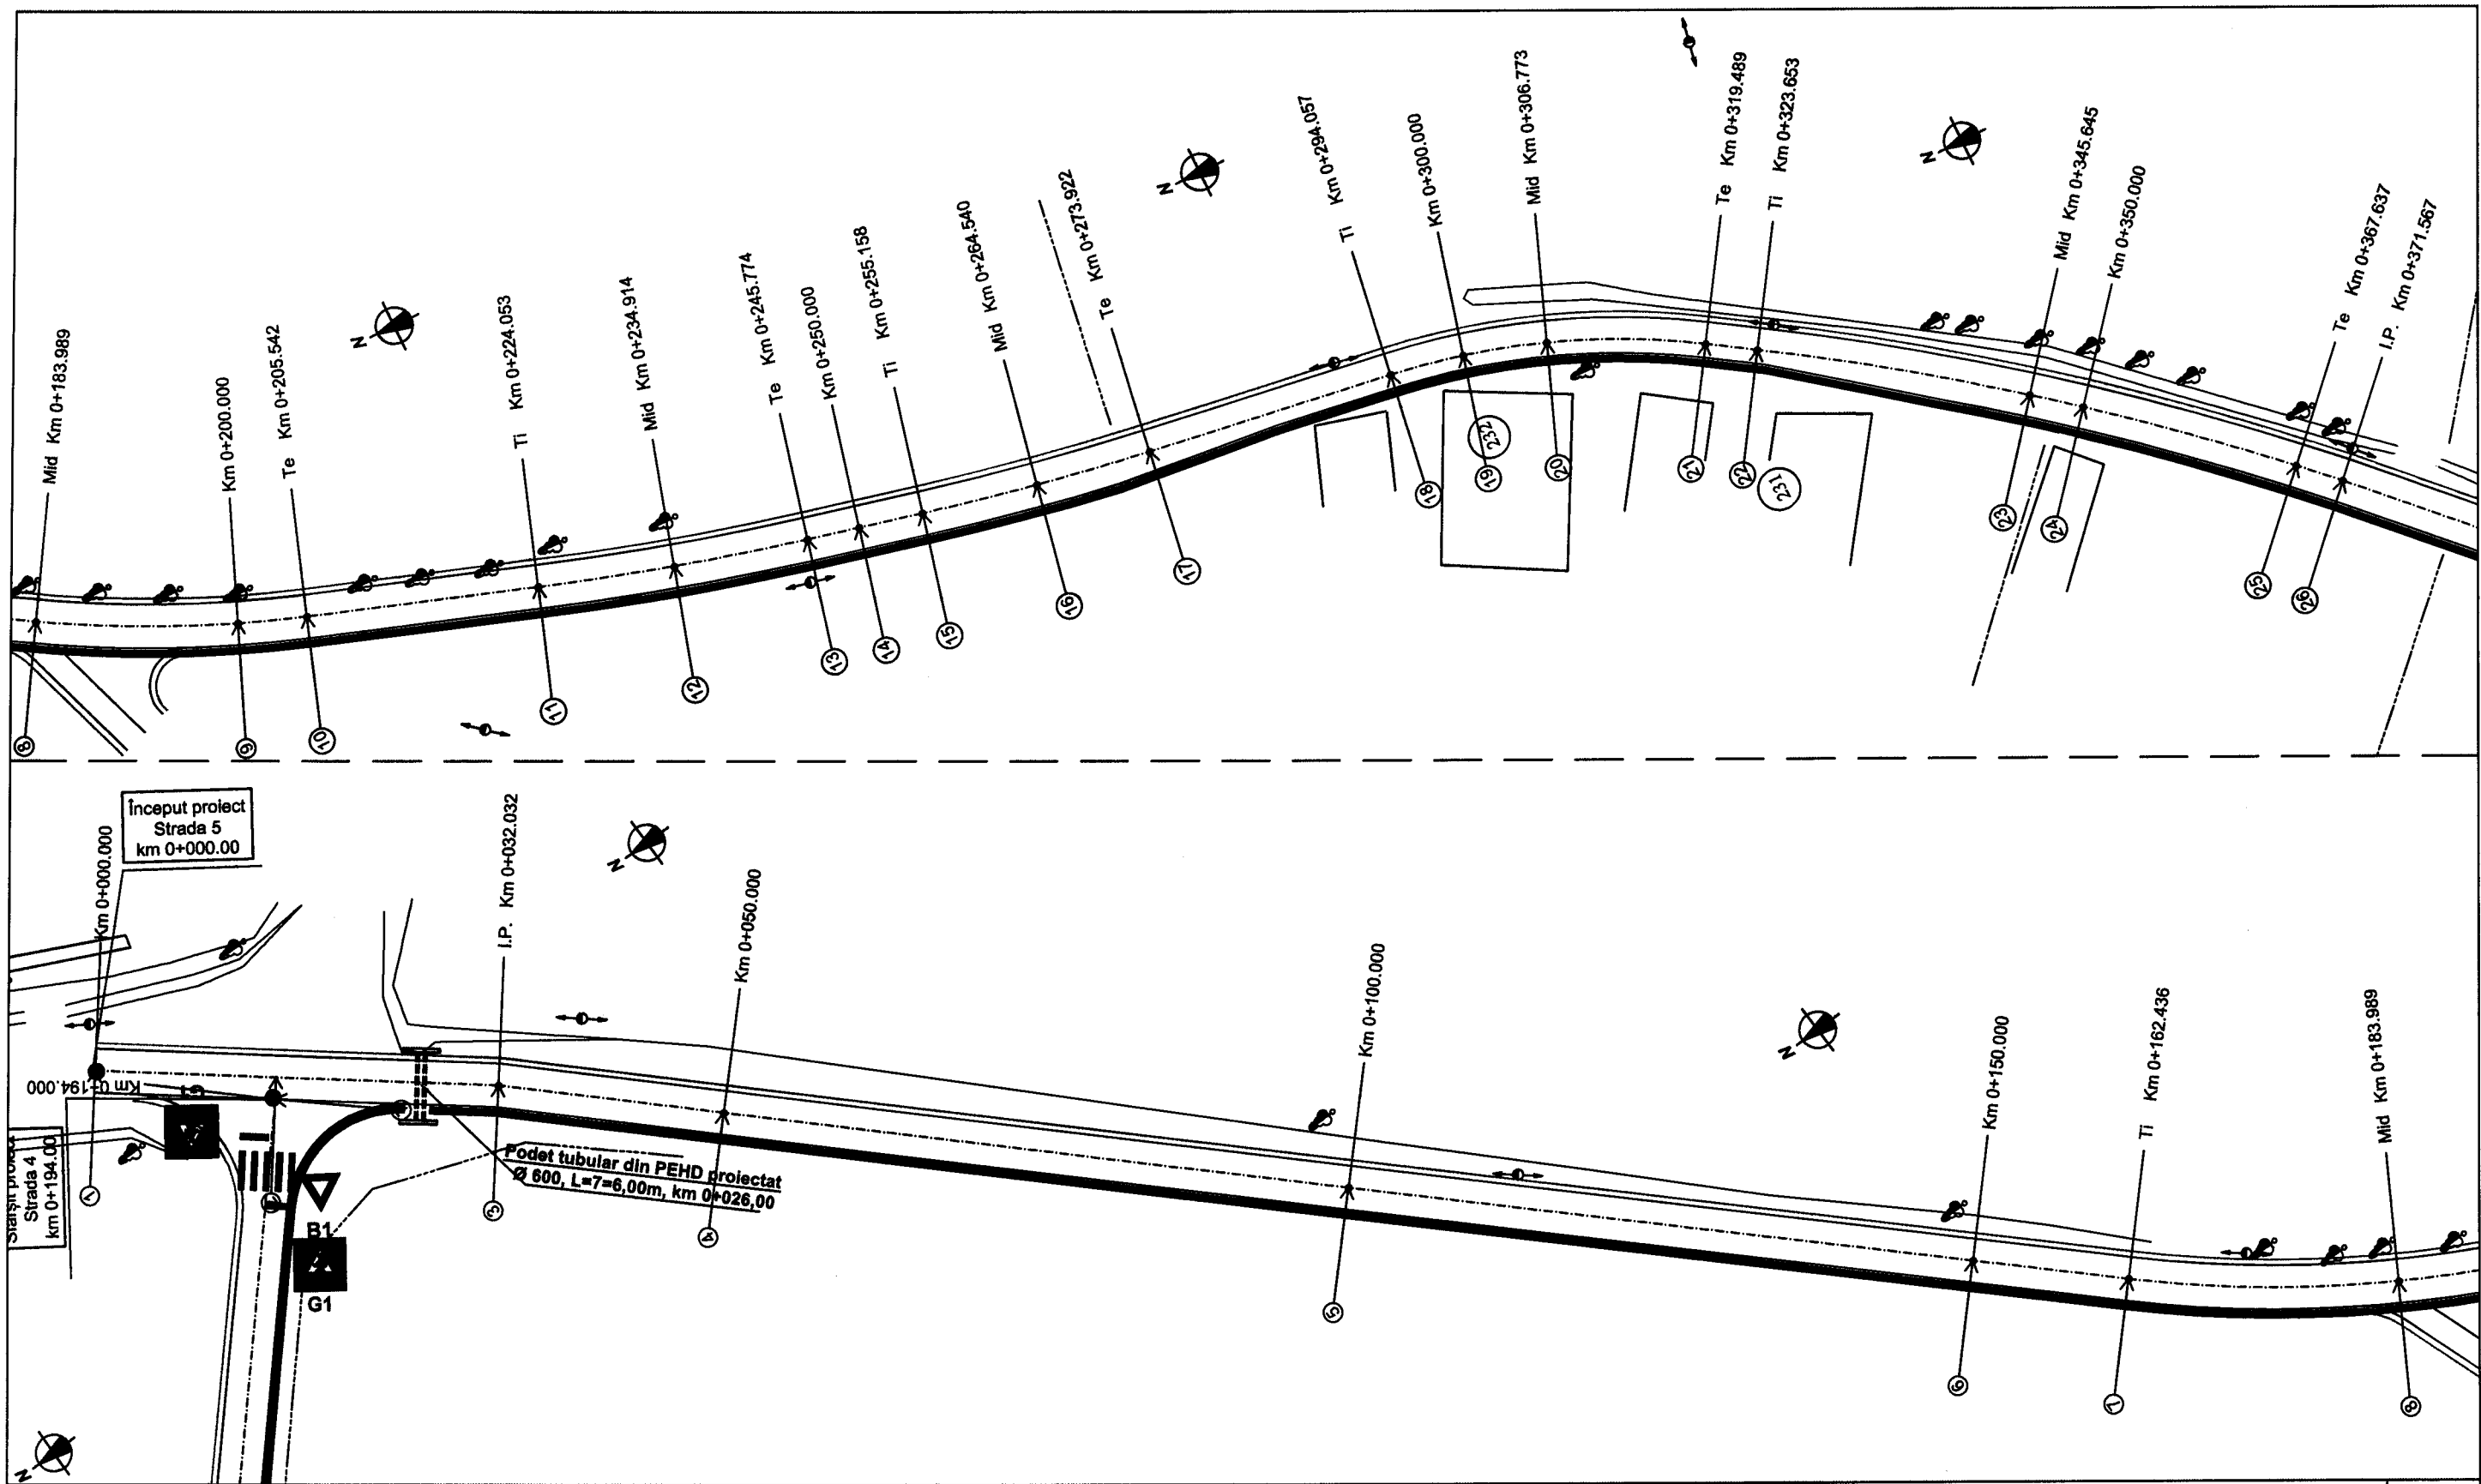 Mid Km 0+183.989
Km 0+200.000
Te Km 0+205.542
Ti Km 0+224.053
Mid Km 0+234.914
Te Km 0+245.774
Km 0+250.000
Ti Km 0+255.158
Mid Km 0+264.540
Te Km 0+273.922
Ti Km 0+294.057
Km 0+300.000
Mid Km 0+306.773
Te Km 0+319.489
Ti Km 0+323.653
Mid Km 0+345.645
Km 0+350.000
Te Km 0+367.637
I.P. Km 0+371.567
N
N
N
8
9
10
11
12
13
14
15
16
17
18
19
20
21
22
23
24
25
26
232
231
Început proiect
Strada 5
km 0+000.00
Km 0+000.000
I.P. Km 0+032.032
Km 0+050.000
Km 0+100.000
Km 0+150.000
Ti Km 0+162.436
Mid Km 0+183.989
N
N
N
Km 0+194.000
Strada 4
km 0+194.00
Podet tubular din PEHD proiectat
Ø 600, L=7=6,00m, km 0+026,00
B1
G1
1
3
4
5
6
7
8